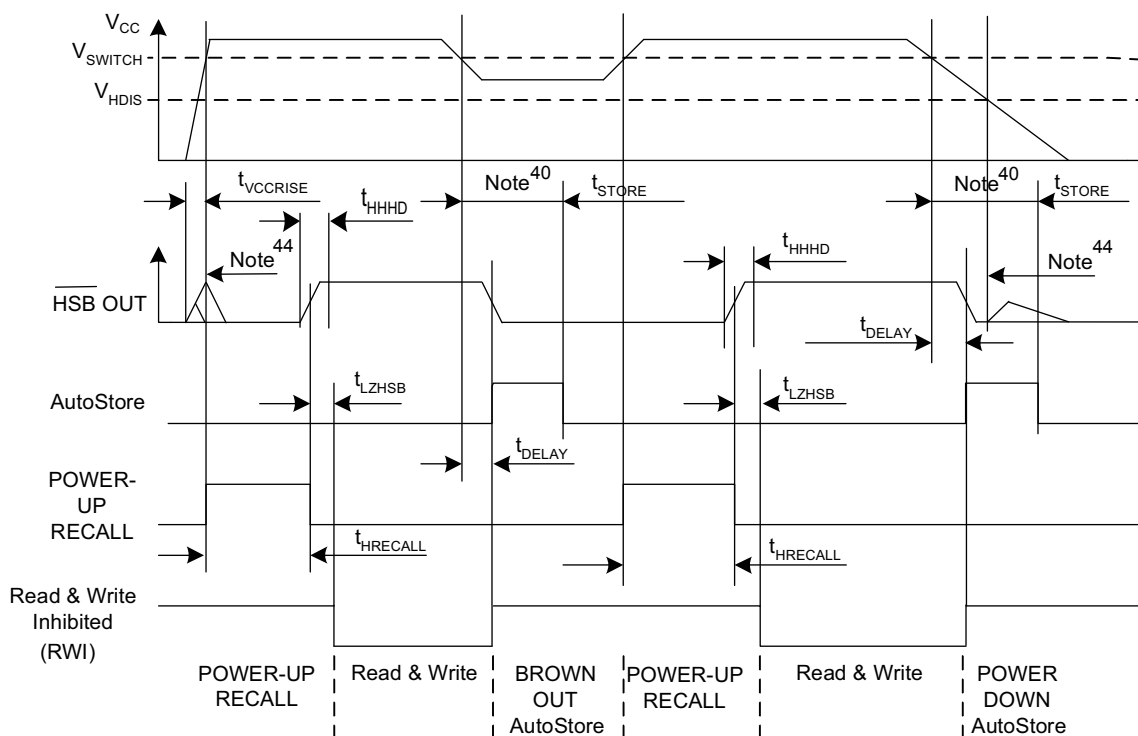 VCC
VSWITCH
VHDIS
tVCCRISE
tHHHD
Note40
tSTORE
Note40
tSTORE
Note44
tHHHD
Note44
HSB OUT
tDELAY
tLZHSB
tLZHSB
AutoStore
tDELAY
POWER-
UP
RECALL
tHRECALL
tHRECALL
Read & Write
Inhibited
(RWI)
POWER-UP
RECALL
Read & Write
BROWN
OUT
AutoStore
POWER-UP
RECALL
Read & Write
POWER
DOWN
AutoStore